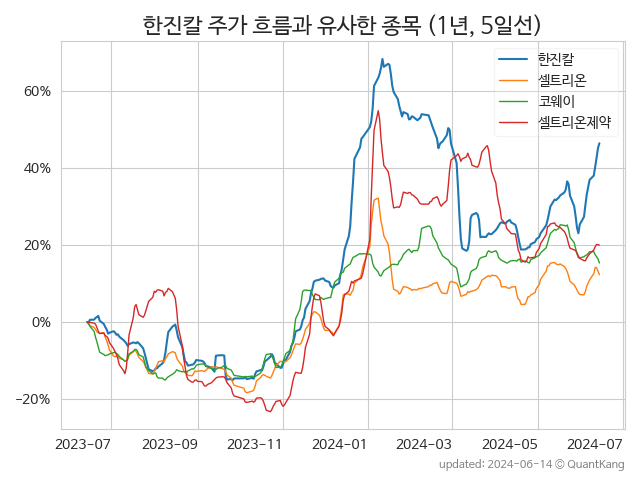 한진칼 주가 흐름과 유사한 종목 (1년, 5일선)
한진칼
셀트리온
코웨이
셀트리온제약
60%
40%
20%
0%
−20%
2023-07 2023-09 2023-11 2024-01 2024-03 2024-05 2024-07
updated: 2024-06-14 © QuantKang